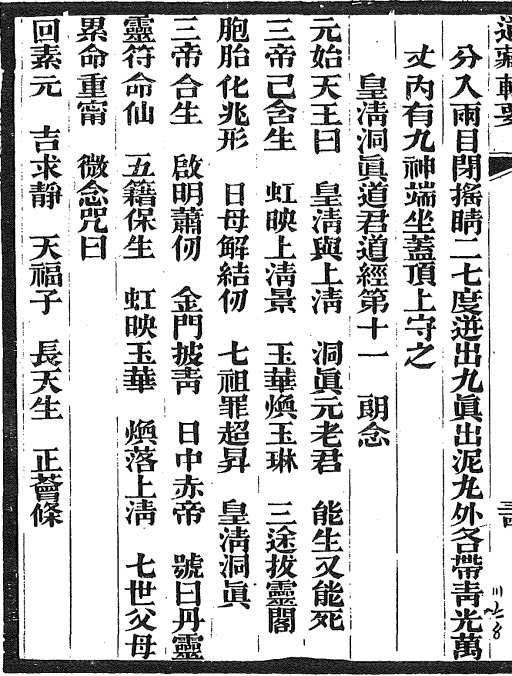 道藏輯要
分入兩目閉搖睛二七度迸出九眞出泥丸外各帶靑光萬
丈內有九神端坐蓋頂上守之
皇淸洞眞道君道經第十一　朗念
元始天王曰　皇淸與上淸　洞眞元老君　能生又能死
三帝己含生　虹映上淸景　玉華煥玉琳　三途拔靈閣
胞胎化兆形　日母解結仞　七祖罪超昇　皇淸洞眞
三帝合生　啟明蕭仞　金門披靑　日中赤帝　號曰丹靈
靈符命仙　五籍保生　虹映玉華　煥落上淸　七世父母
累命重甯　微念咒曰
回素元　吉求靜　天福子　長天生　正薈條